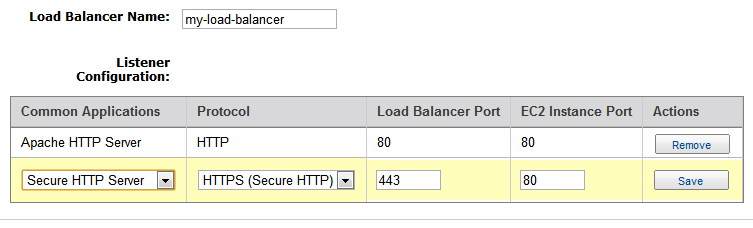 Load Balancer Name: my-load-balancer
Listener
Configuration:
Common Applications Protocol Load Balancer Port EC2 Instance Port Actions
Apache HTTP Server HTTP 80 80 Remove
Secure HTTP Server HTTPS (Secure HTTP) 443 80 Save